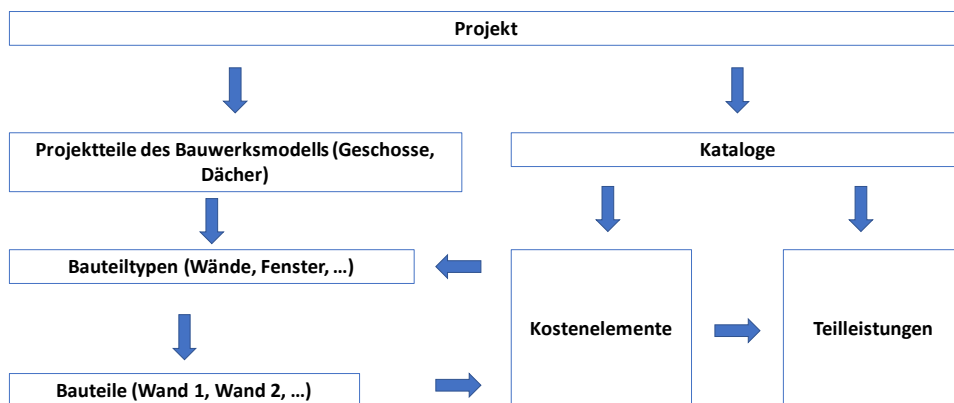 Projekt
Projektteile des Bauwerksmodells (Geschosse,
Dächer)
Kataloge
Bauteiltypen (Wände, Fenster, …)
Kostenelemente
Teilleistungen
Bauteile (Wand 1, Wand 2, …)